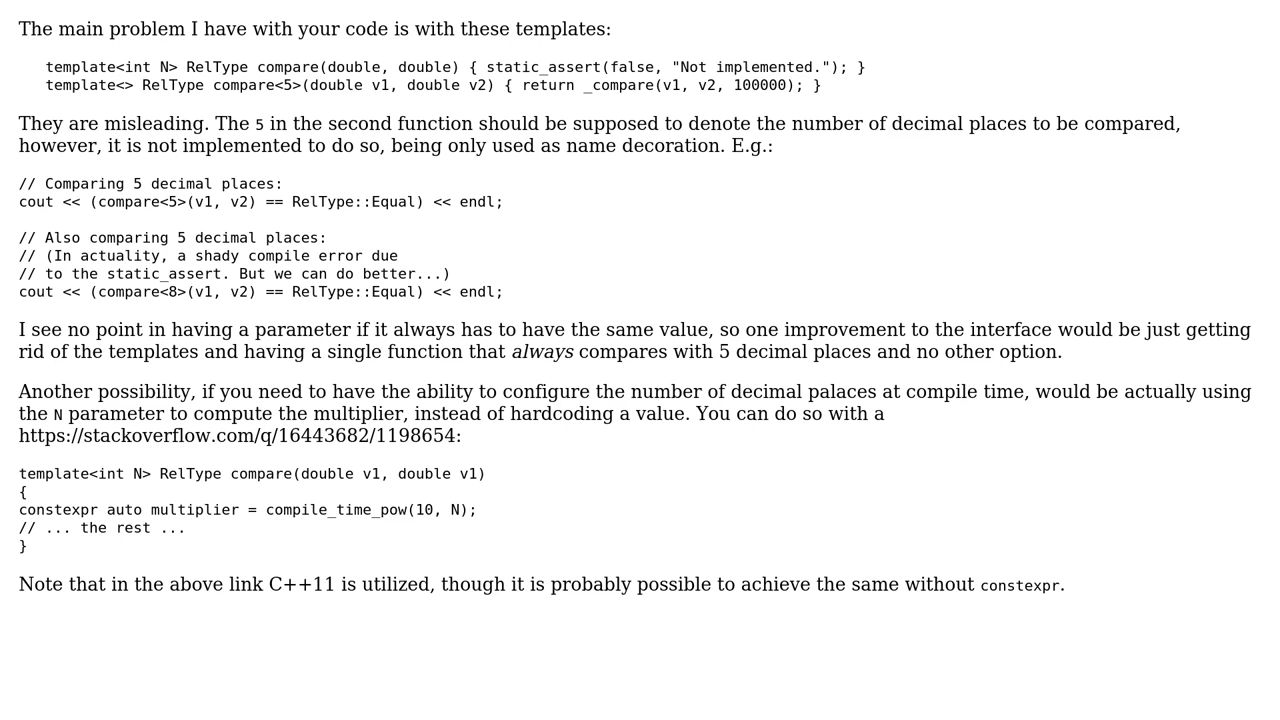 The main problem I have with your code is with these templates:
template<int N> RelType compare(double, double) { static_assert(false, "Not implemented."); }
template<> RelType compare<5>(double v1, double v2) { return _compare(v1, v2, 100000); }
They are misleading. The 5 in the second function should be supposed to denote the number of decimal places to be compared,
however, it is not implemented to do so, being only used as name decoration. E.g.:
// Comparing 5 decimal places:
cout << (compare<5>(v1, v2) == RelType::Equal) << endl;
// Also comparing 5 decimal places:
// (In actuality, a shady compile error due
// to the static_assert. But we can do better...)
cout << (compare<8>(v1, v2) == RelType::Equal) << endl;
I see no point in having a parameter if it always has to have the same value, so one improvement to the interface would be just getting
rid of the templates and having a single function that always compares with 5 decimal places and no other option.
Another possibility, if you need to have the ability to configure the number of decimal palaces at compile time, would be actually using
the N parameter to compute the multiplier, instead of hardcoding a value. You can do so with a
https://stackoverflow.com/q/16443682/1198654:
template<int N> RelType compare(double v1, double v1)
{
constexpr auto multiplier = compile_time_pow(10, N);
// ... the rest ...
}
Note that in the above link C++11 is utilized, though it is probably possible to achieve the same without constexpr.